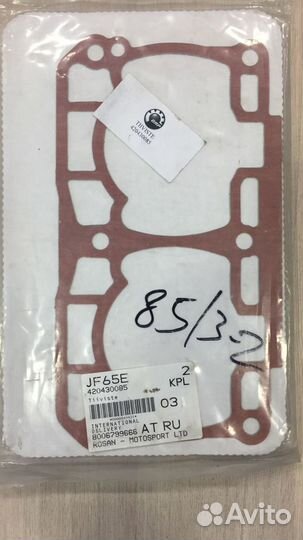 TIIVISTE
420430085
85/3-2
JF65E 2
420430085 KPL
Tiiviste
03
INTERNATIONAL
DELIVERY
8006799666 AT RU
ROSAN - MOTOSPORT LTD
Avito